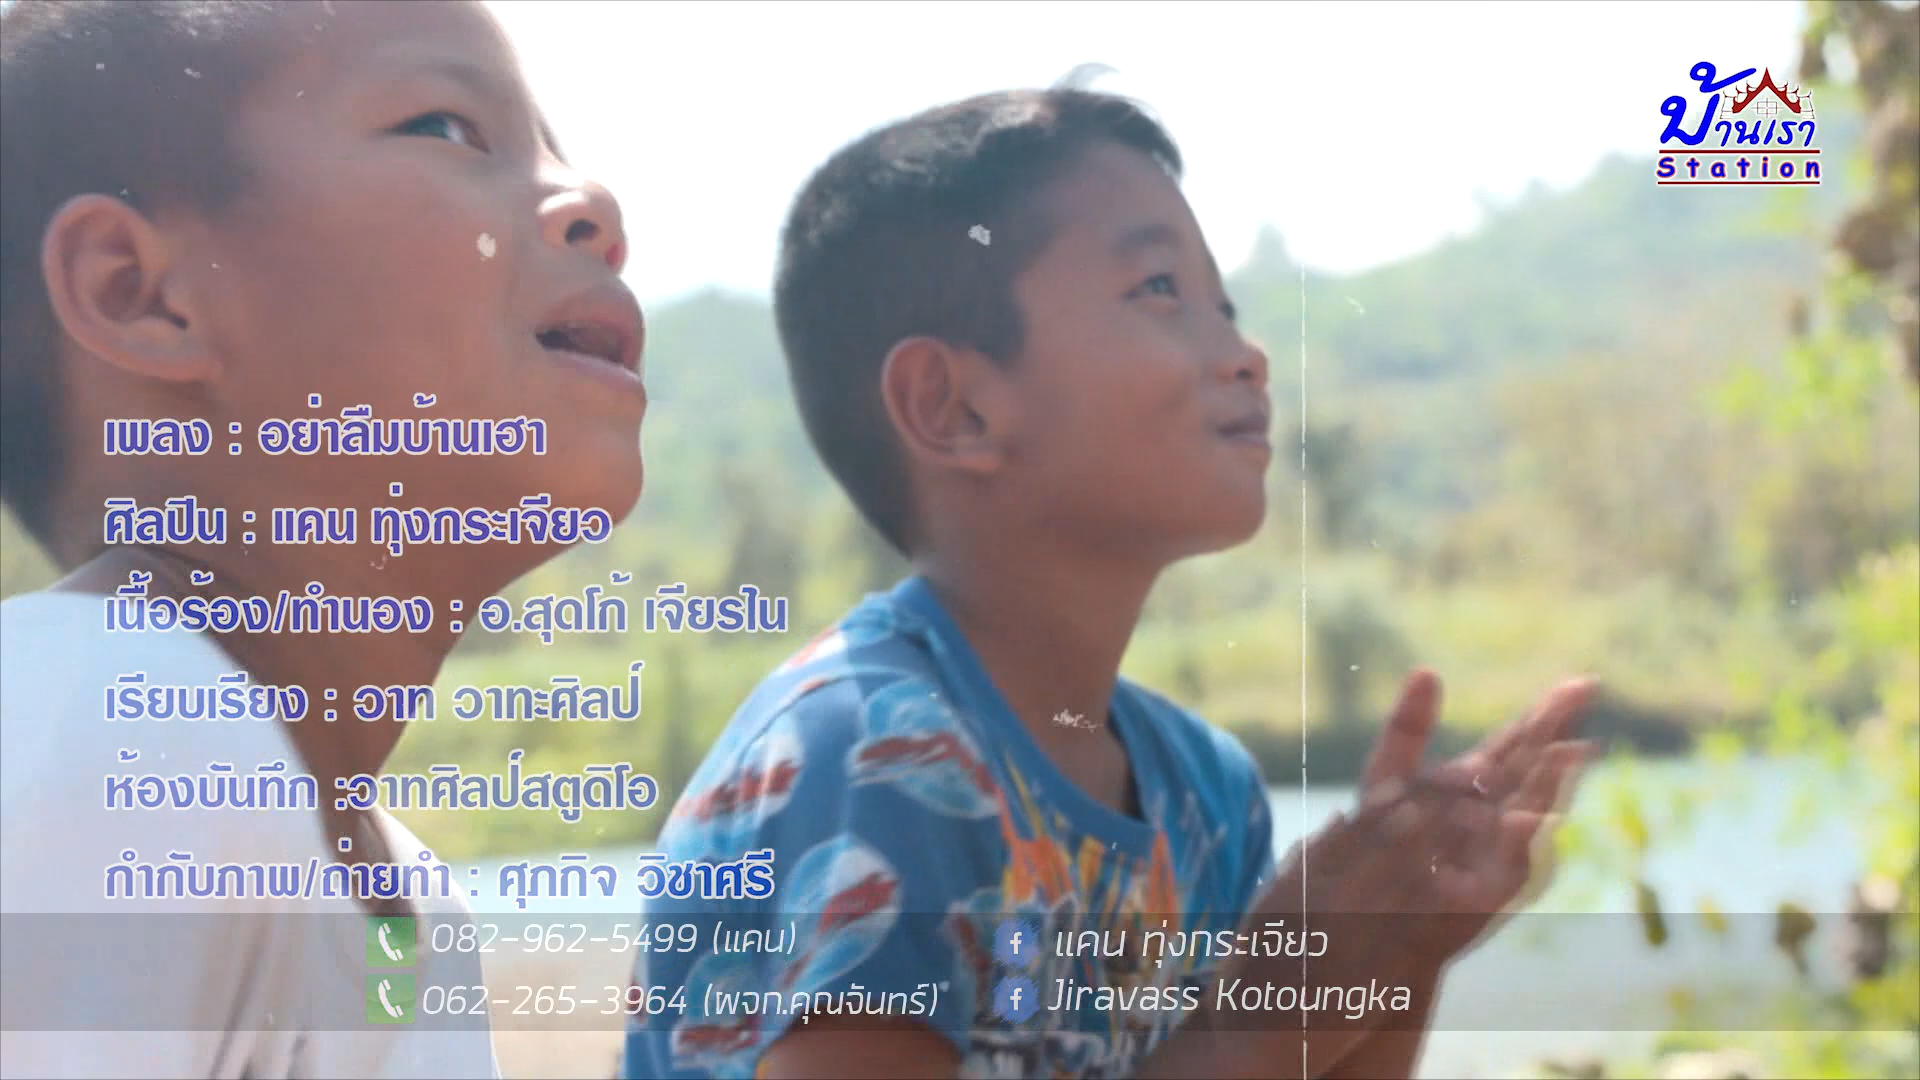 บ้านเรา
Station
เพลง : อย่าลืมบ้านเฮา
ศิลปิน : แคน ทุ่งกระเจียว
เนื้อร้อง/ทำนอง : อ.สุดโก้ เจียรไน
เรียบเรียง : วาท วาทะศิลป์
ห้องบันทึก :วาทศิลป์สตูดิโอ
กำกับภาพ/ถ่ายทำ : ศุภกิจ วิชาศรี
082-962-5499 (แคน)
แคน ทุ่งกระเจียว
062-265-3964 (ผจก.คุณจันทร์)
Jiravass Kotoungka